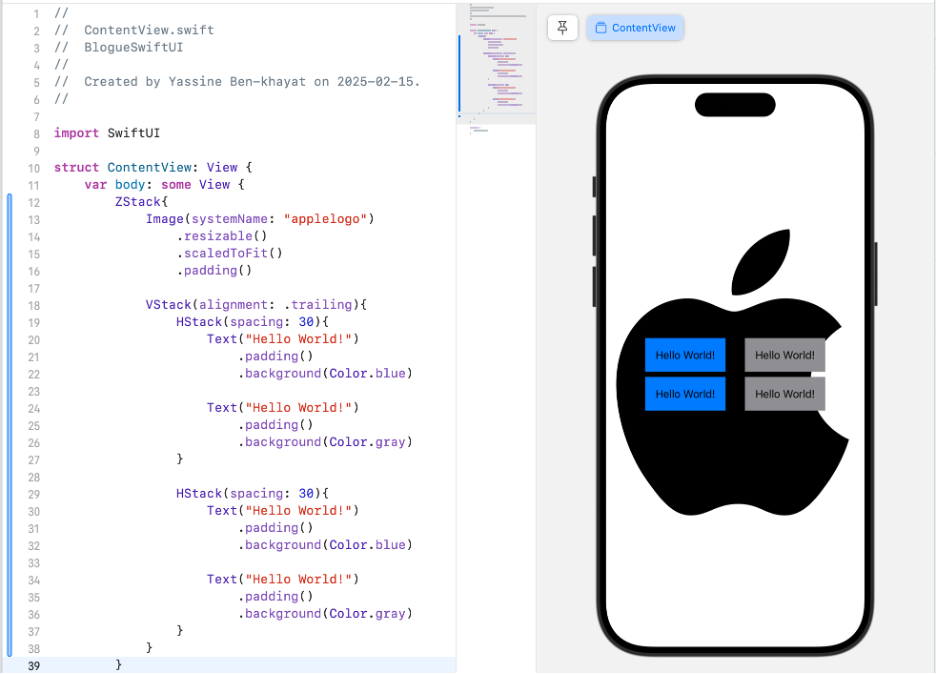 1 //
2 //  ContentView.swift
3 //  BlogueSwiftUI
4 //
5 //  Created by Yassine Ben-khayat on 2025-02-15.
6 //
7
8 import SwiftUI
9
10 struct ContentView: View {
11     var body: some View {
12         ZStack{
13             Image(systemName: "applelogo")
14                 .resizable()
15                 .scaledToFit()
16                 .padding()
17
18             VStack(alignment: .trailing){
19                 HStack(spacing: 30){
20                     Text("Hello World!")
21                         .padding()
22                         .background(Color.blue)
23
24                     Text("Hello World!")
25                         .padding()
26                         .background(Color.gray)
27                 }
28
29                 HStack(spacing: 30){
30                     Text("Hello World!")
31                         .padding()
32                         .background(Color.blue)
33
34                     Text("Hello World!")
35                         .padding()
36                         .background(Color.gray)
37                 }
38             }
39         }
ContentView
Hello World! Hello World!
Hello World! Hello World!